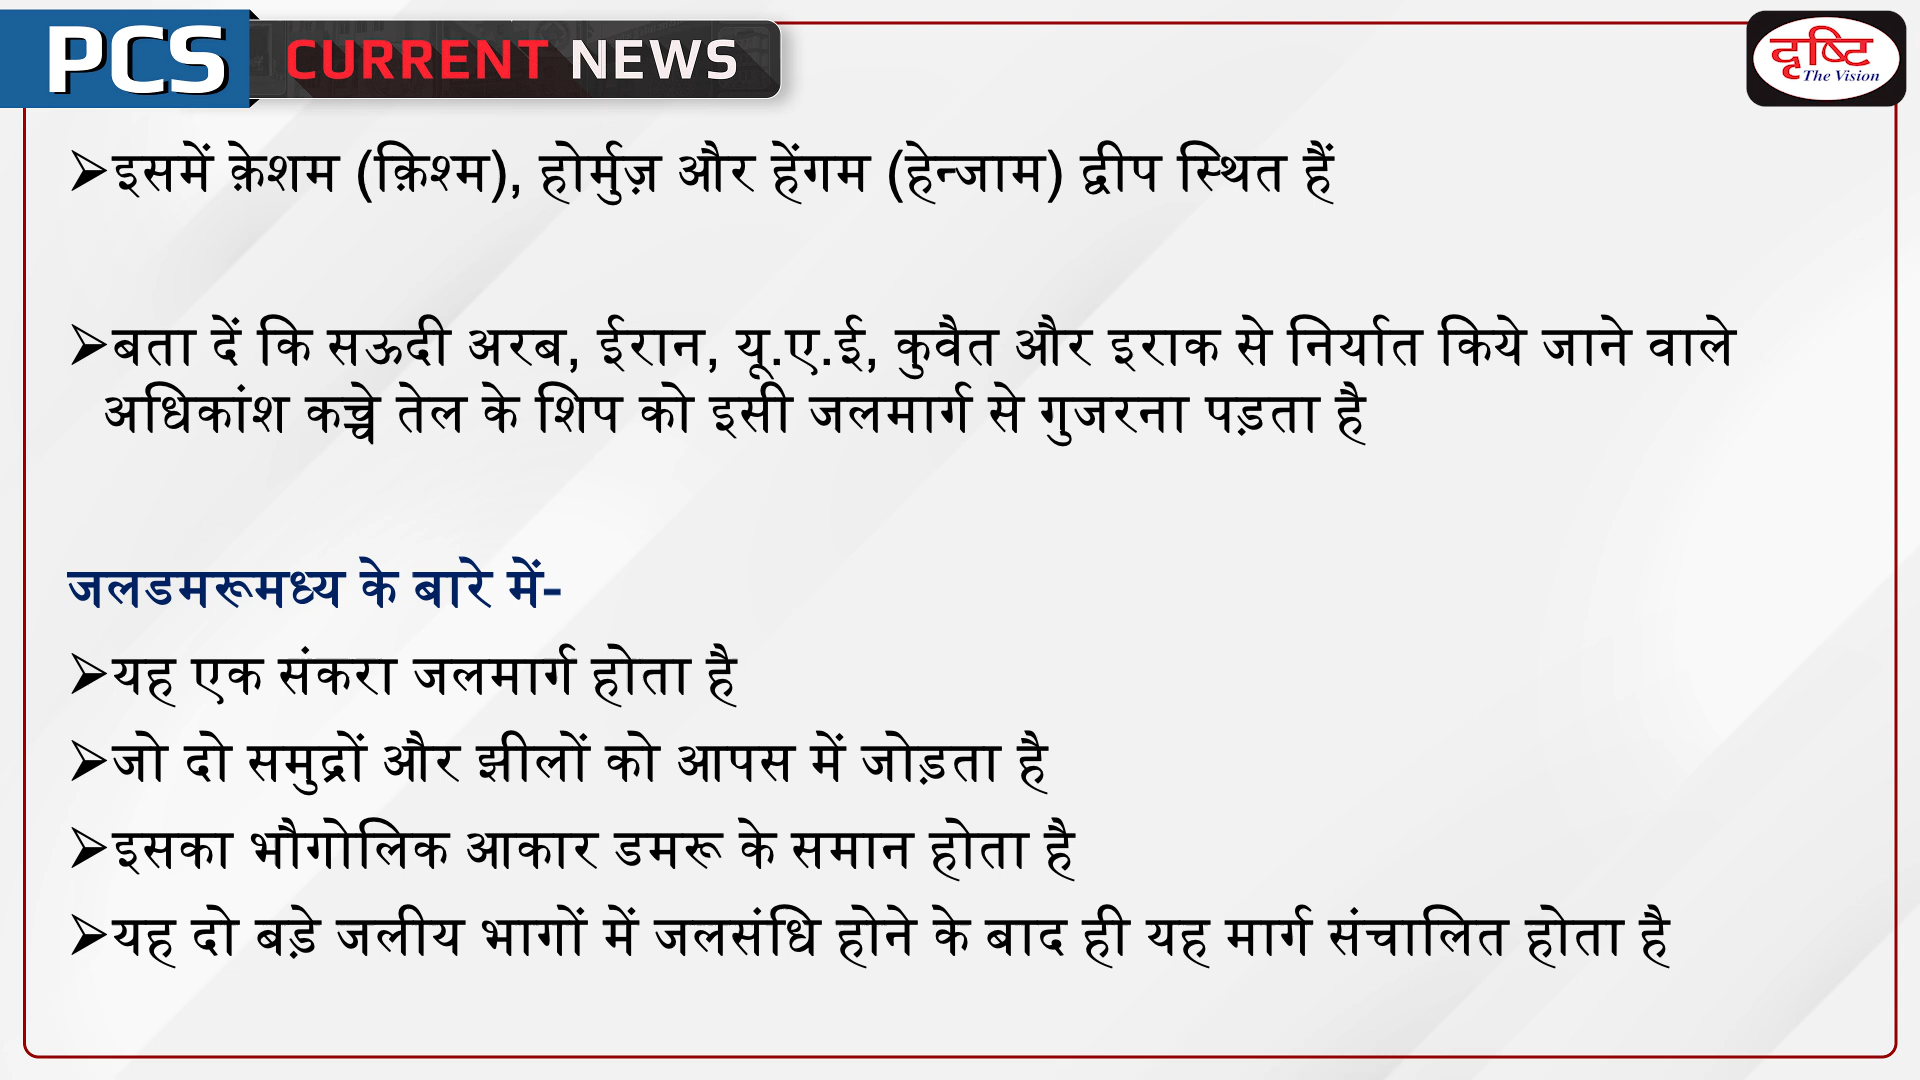 PCS CURRENT NEWS
दृष्टि
The Vision
➢इसमें क़ेशम (क़िश्म), होर्मुज़ और हेंगम (हेन्जाम) द्वीप स्थित हैं
➢बता दें कि सऊदी अरब, ईरान, यू.ए.ई, कुवैत और इराक से निर्यात किये जाने वाले
अधिकांश कच्चे तेल के शिप को इसी जलमार्ग से गुजरना पड़ता है
जलडमरूमध्य के बारे में-
➢यह एक संकरा जलमार्ग होता है
➢जो दो समुद्रों और झीलों को आपस में जोड़ता है
➢इसका भौगोलिक आकार डमरू के समान होता है
➢यह दो बड़े जलीय भागों में जलसंधि होने के बाद ही यह मार्ग संचालित होता है